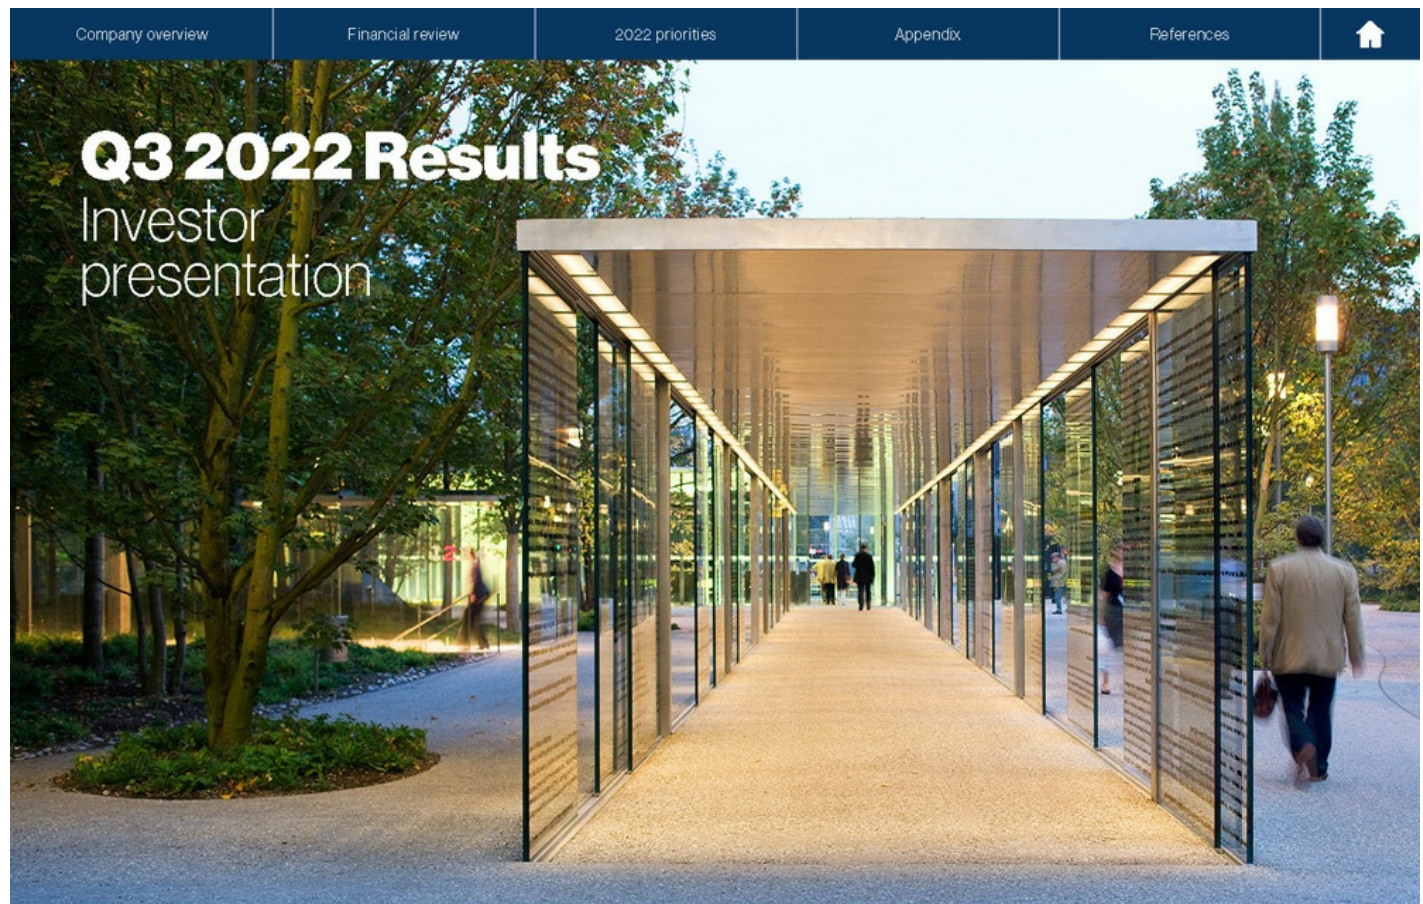 Company overview
Financial review
2022 priorities
Appendix
References
Q3 2022 Results
Investor
presentation